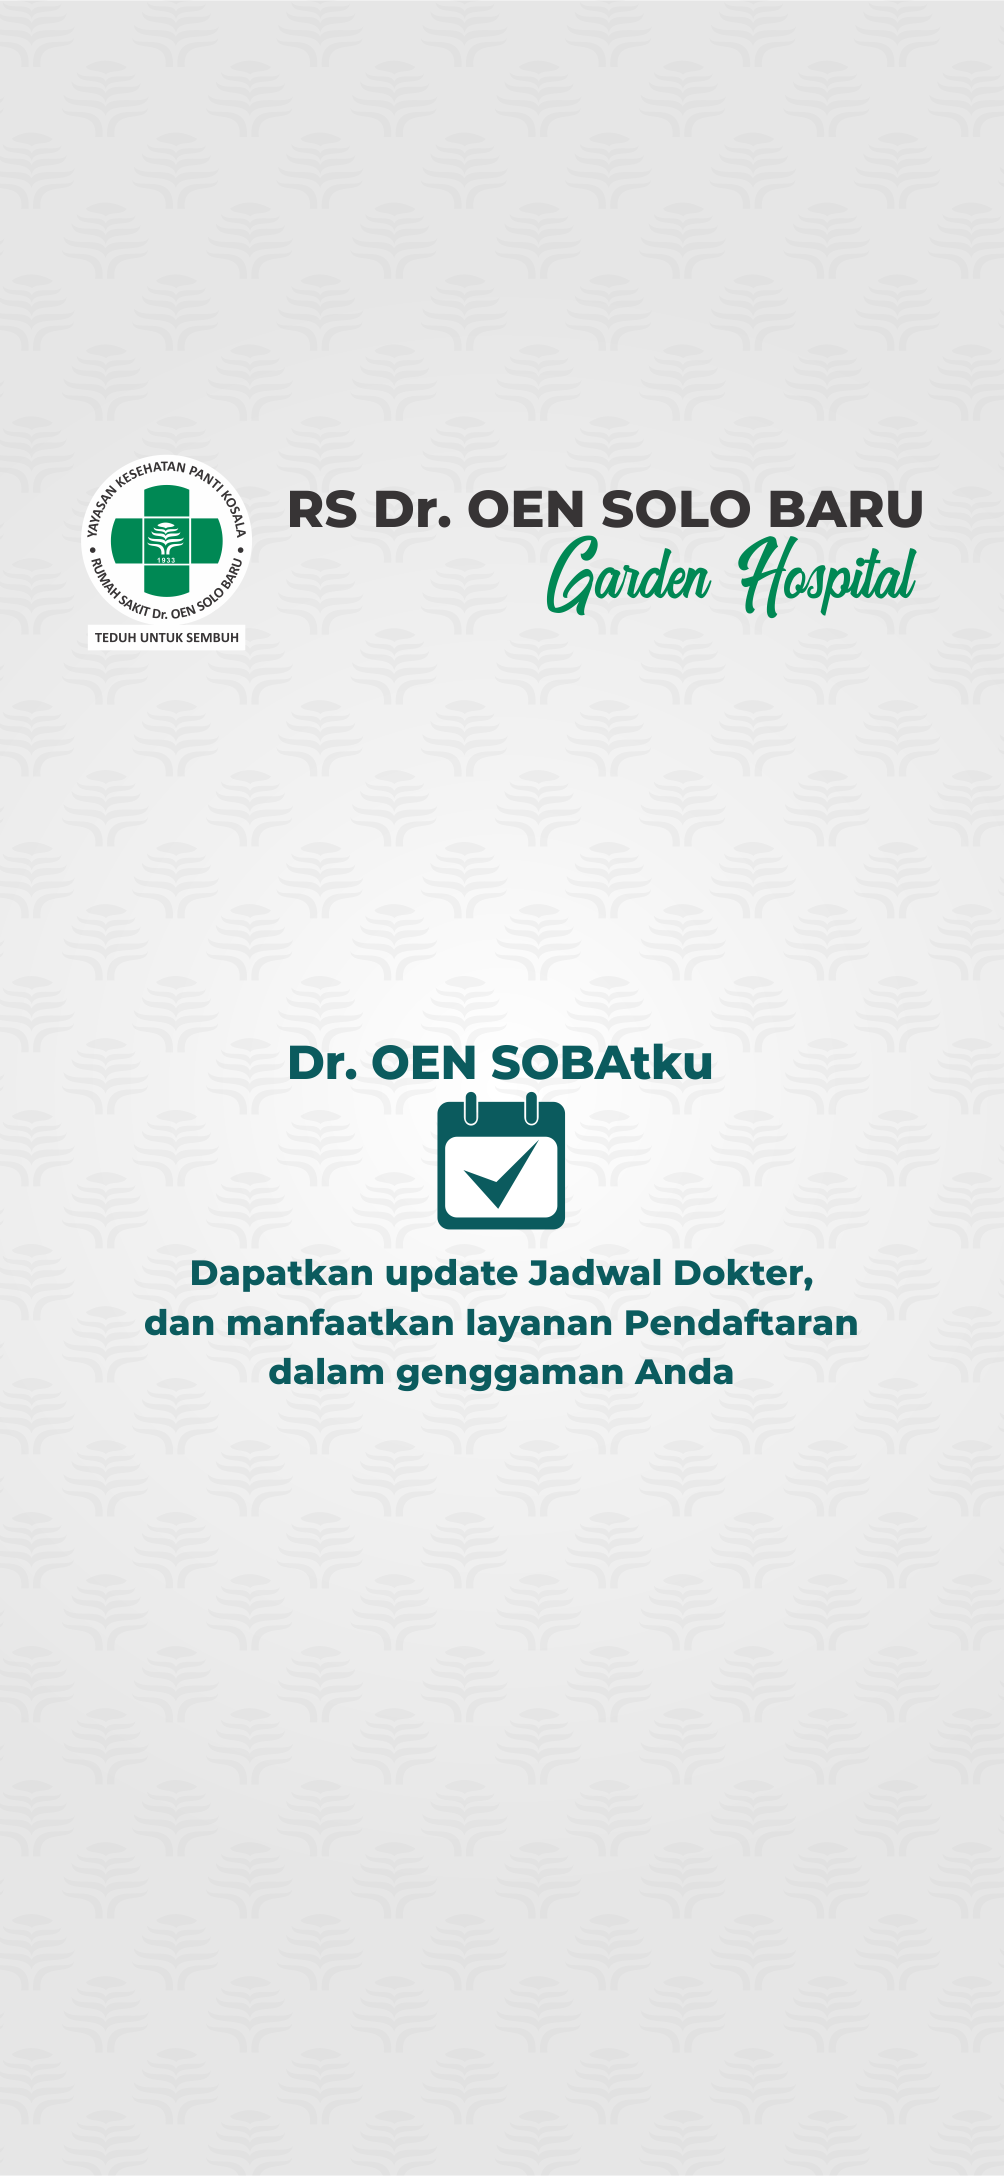 YAYASAN KESEHATAN PANTI KOSALA
1933
• RUMAH SAKIT Dr. OEN SOLO BARU •
TEDUH UNTUK SEMBUH
RS Dr. OEN SOLO BARU
Garden Hospital
Dr. OEN SOBAtku
Dapatkan update Jadwal Dokter,
dan manfaatkan layanan Pendaftaran
dalam genggaman Anda